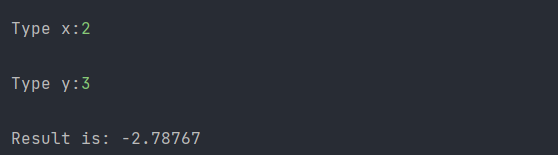 Type x:2
Type y:3
Result is: -2.78767